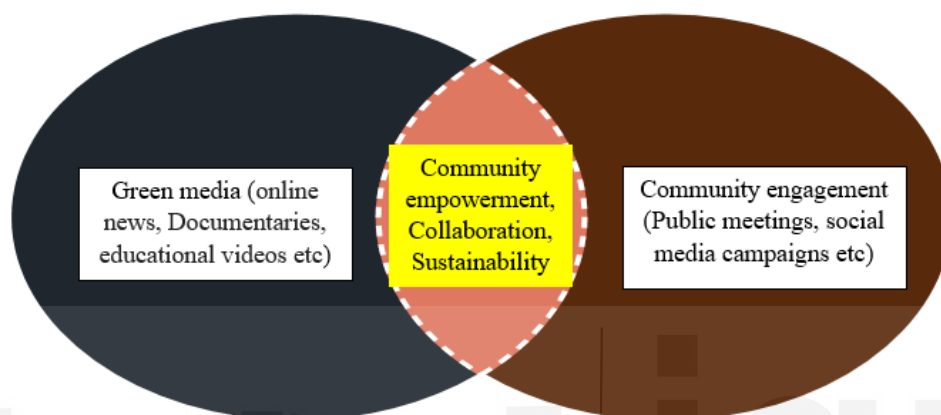 Green media (online
news, Documentaries,
educational videos etc)
Community
empowerment,
Collaboration,
Sustainability
Community engagement
(Public meetings, social
media campaigns etc)